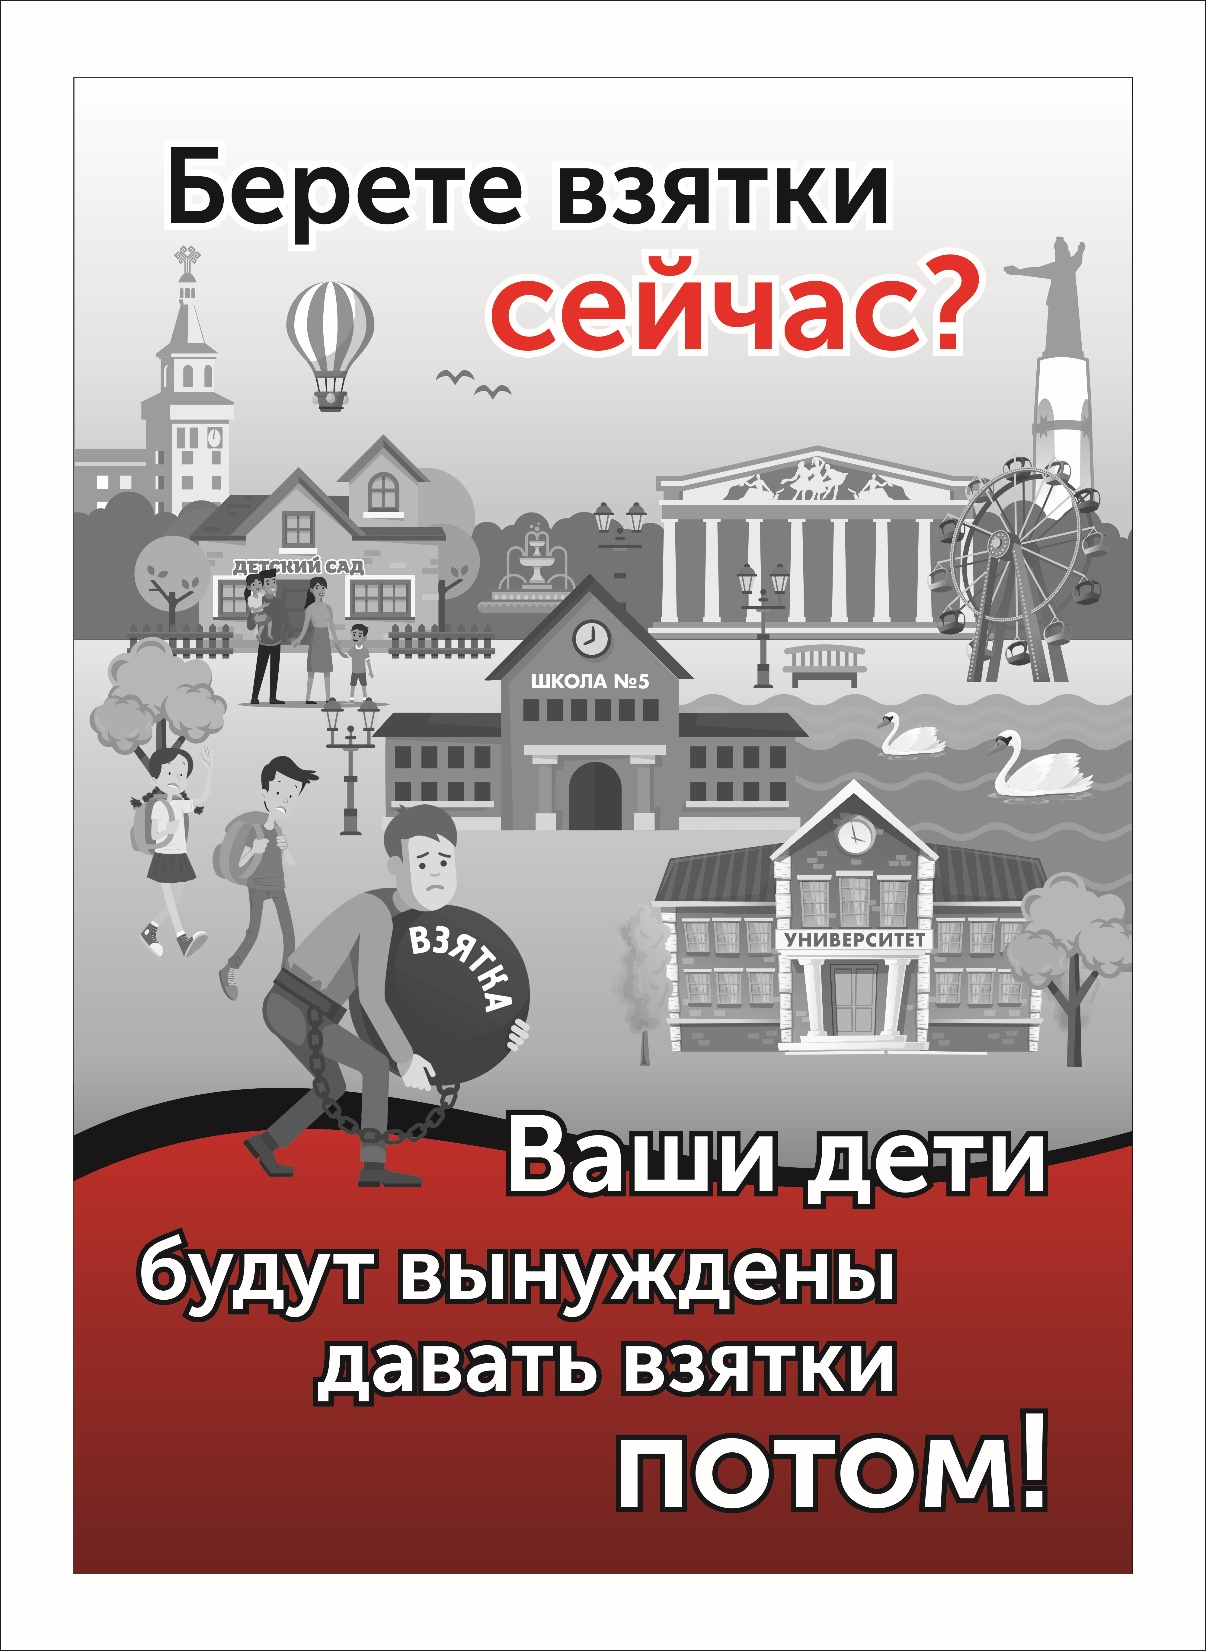 Берете взятки
сейчас?
ДЕТСКИЙ САД
ШКОЛА №5
ВЗЯТКА
УНИВЕРСИТЕТ
Ваши дети
будут вынуждены
давать взятки
потом!